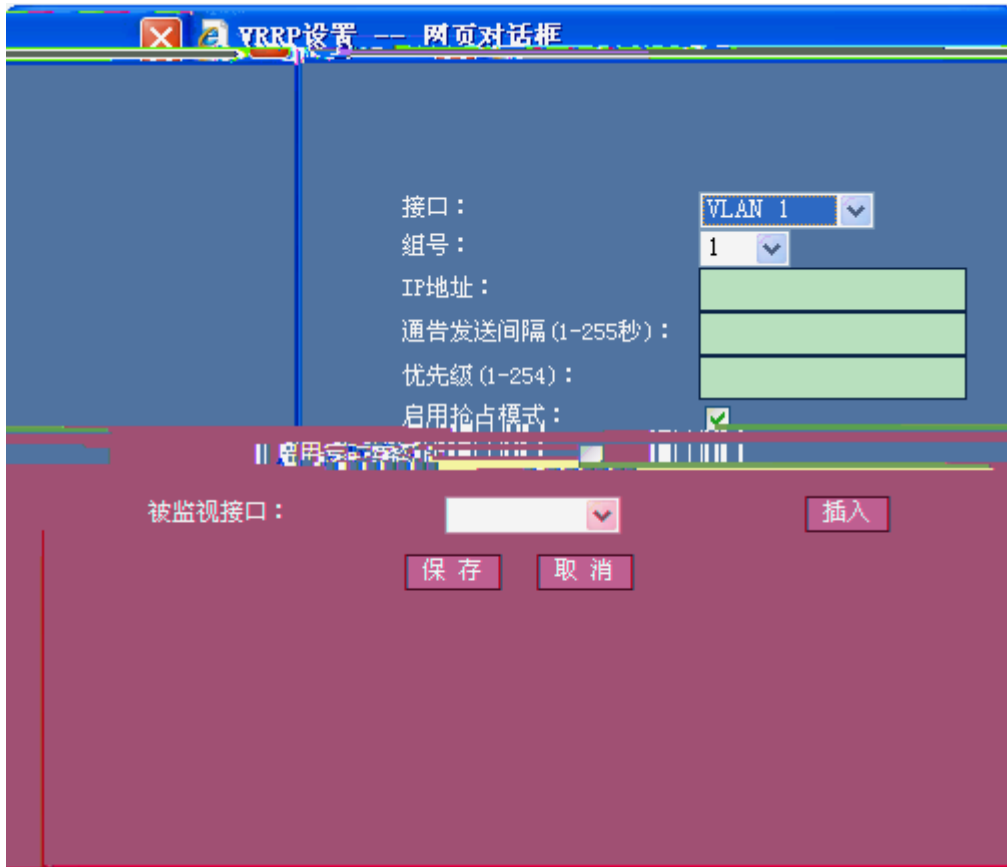 VRRP设置 -- 网页对话框
接口：
VLAN 1
组号：
1
IP地址：
通告发送间隔(1-255秒)：
优先级(1-254)：
启用抢占模式：
启用
被监视接口：
插入
保 存
取 消